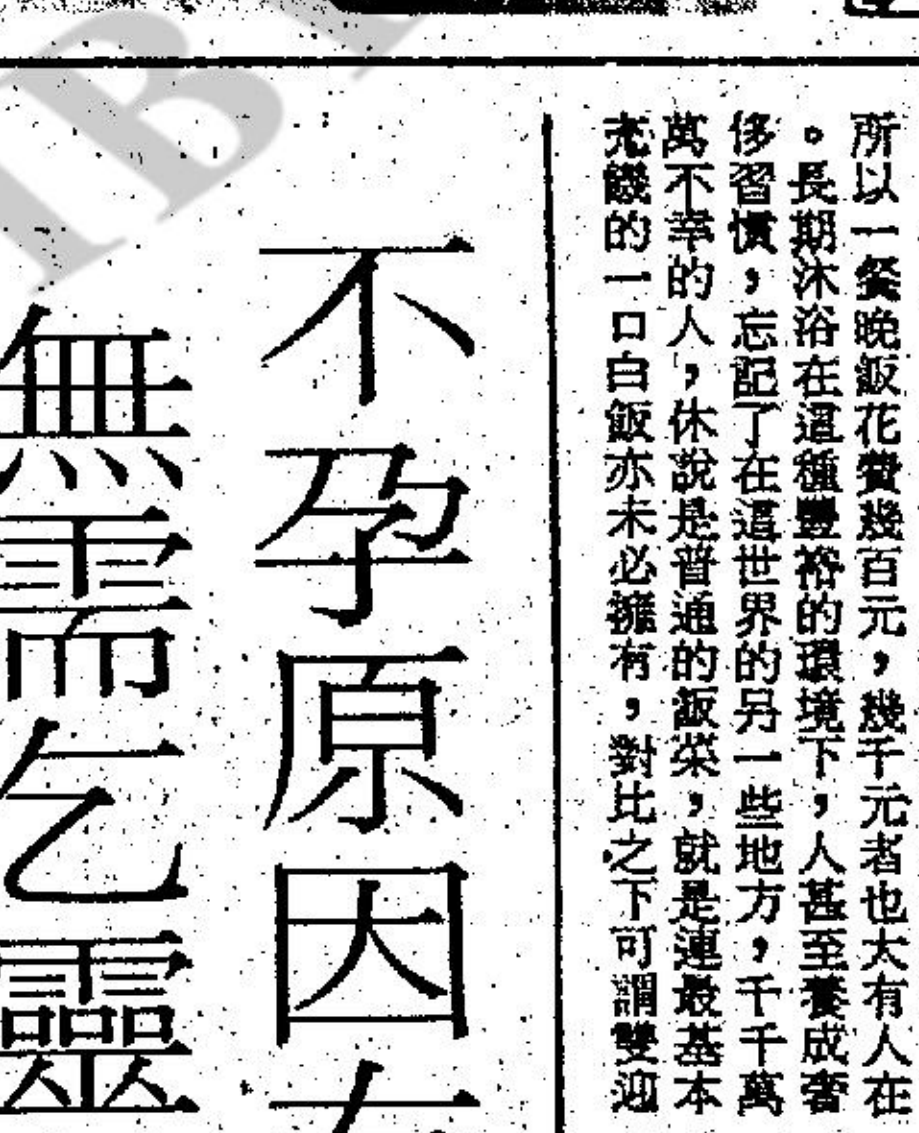 所以一餐晚飯花費幾百元，幾千元者也大有人在
。長期沐浴在這種豐裕的環境下，人甚至養成奢
侈習慣，忘記了在這世界的另一些地方，千千萬
萬不幸的人，休說是普通的飯菜，就是連最基本
充饑的一口白飯亦未必擁有，對比之下可謂雙迎
不孕原因
無需乞靈